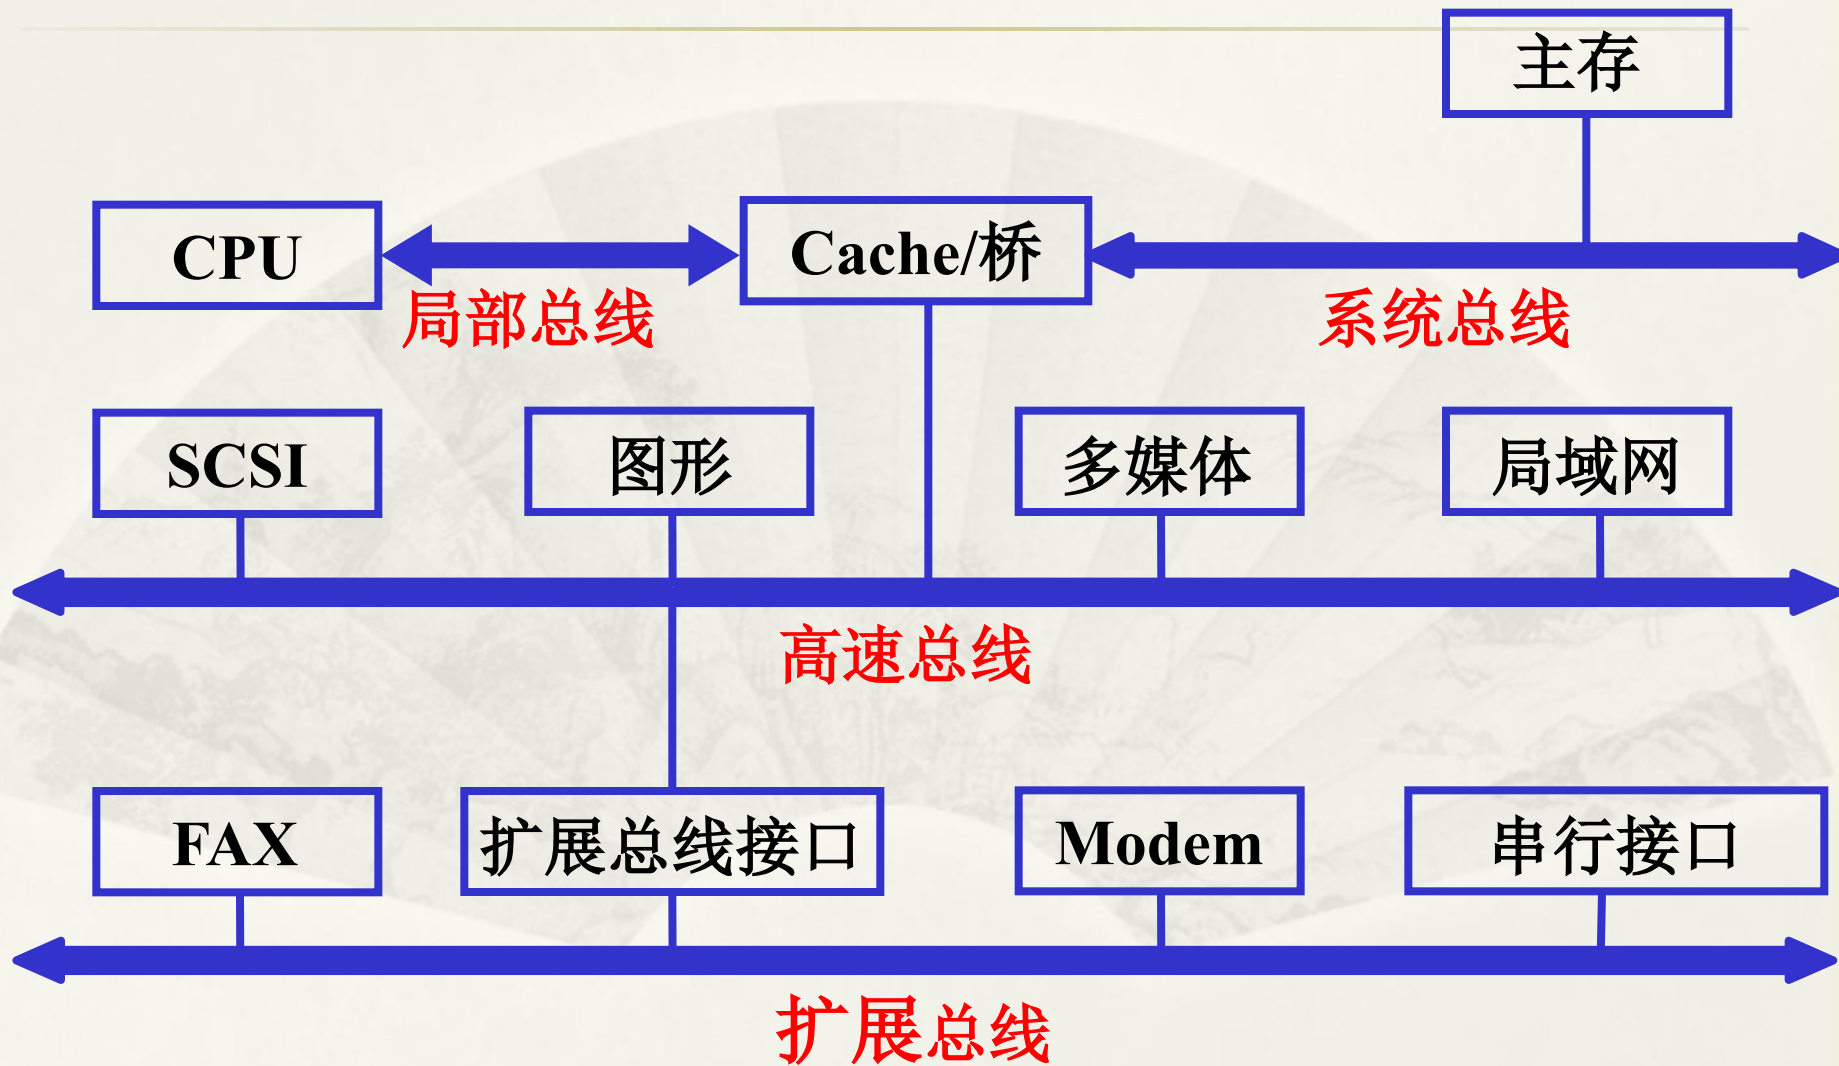 主存
CPU
Cache/桥
局部总线
系统总线
SCSI
图形
多媒体
局域网
高速总线
FAX
扩展总线接口
Modem
串行接口
扩展总线